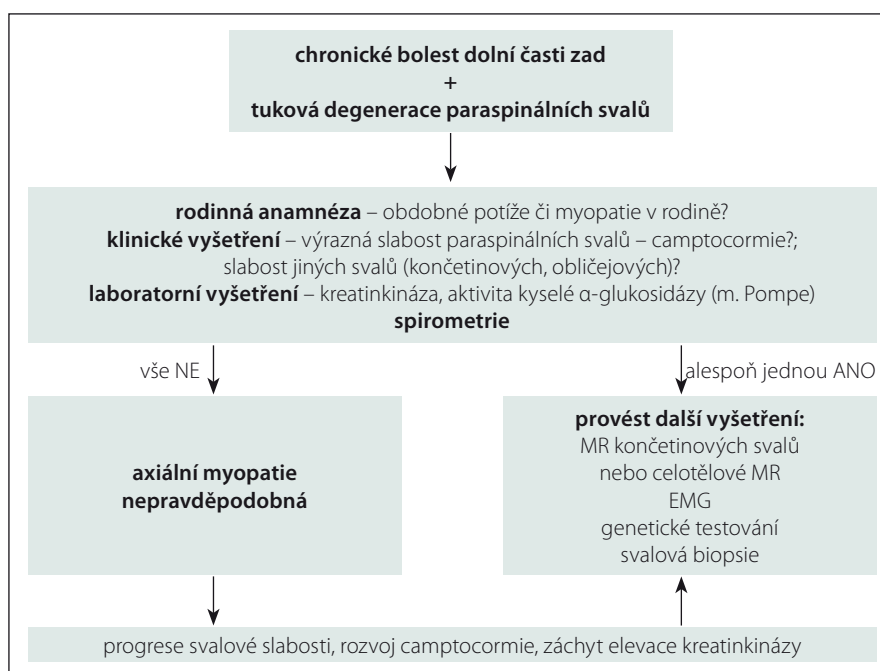 chronické bolest dolní části zad
+
tuková degenerace paraspinálních svalů
rodinná anamnéza – obdobné potíže či myopatie v rodině?
klinické vyšetření – výrazná slabost paraspinálních svalů – camptocormie?;
slabost jiných svalů (končetinových, obličejových)?
laboratorní vyšetření – kreatinkináza, aktivita kyselé α-glukosidázy (m. Pompe)
spirometrie
vše NE
alespoň jednou ANO
axiální myopatie
nepravděpodobná
provést další vyšetření:
MR končetinových svalů
nebo celotělové MR
EMG
genetické testování
svalová biopsie
progrese svalové slabosti, rozvoj camptocormie, záchyt elevace kreatinkinázy